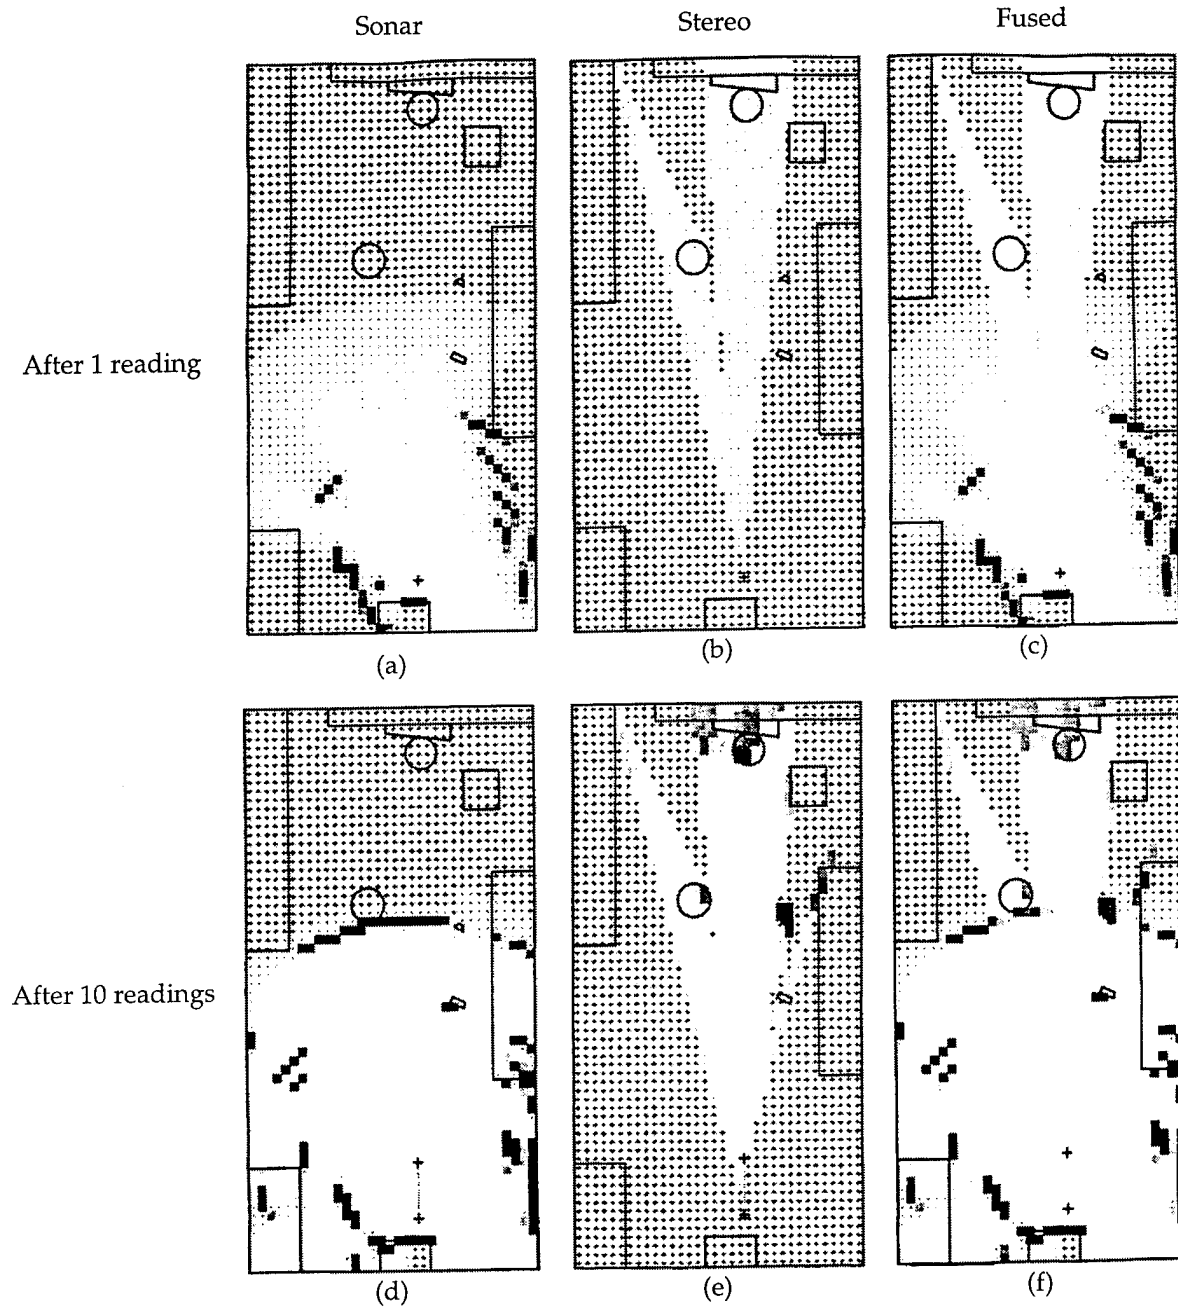 Sonar
Stereo
Fused
After 1 reading
(a)
(b)
(c)
After 10 readings
(d)
(e)
(f)